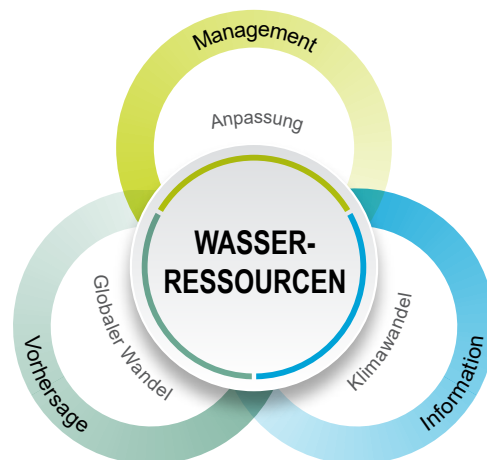 Management
Anpassung
WASSER-
RESSOURCEN
Globaler Wandel
Klimawandel
Vorhersage
Information